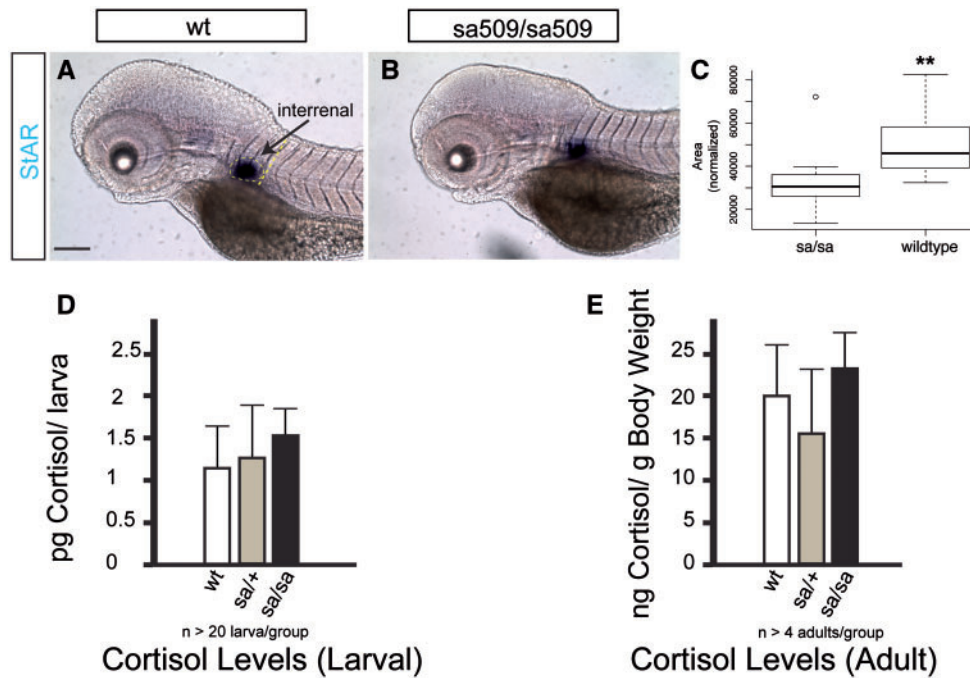 wt
sa509/sa509
StAR
A
interrenal
B
C
**
Area
(normalized)
80000
60000
50000
40000
20000
sa/sa
wildtype
D
pg Cortisol/ larva
2.5
2
1.5
1
0.5
0
wt
sa/+
sa/sa
n > 20 larva/group
Cortisol Levels (Larval)
E
ng Cortisol/ g Body Weight
25
20
15
10
5
0
wt
sa/+
sa/sa
n > 4 adults/group
Cortisol Levels (Adult)